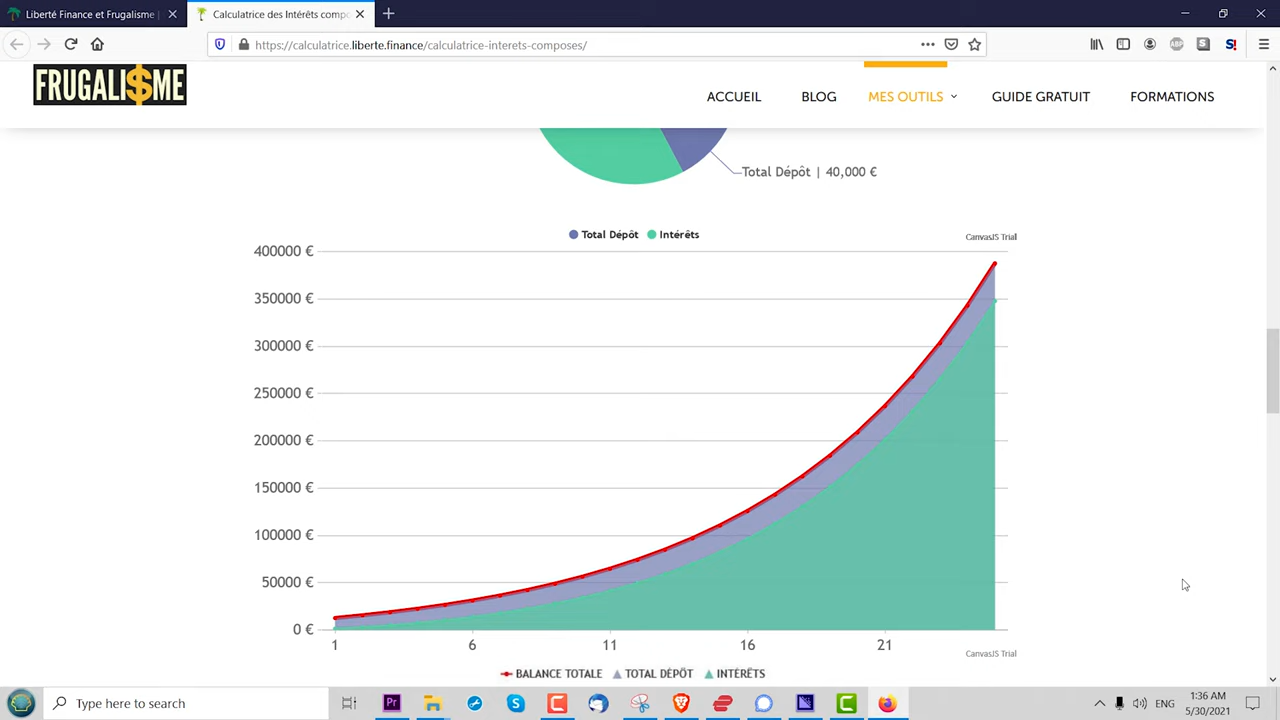 Liberté Finance et Frugalisme |
Calculatrice des Intérêts comp
https://calculatrice.liberte.finance/calculatrice-interets-composes/
ABP
S
S!
FRUGALI$ME
ACCUEIL
BLOG
MES OUTILS
GUIDE GRATUIT
FORMATIONS
Total Dépôt | 40,000 €
Total Dépôt Intérêts
CanvasJS Trial
400000 €
350000 €
300000 €
250000 €
200000 €
150000 €
100000 €
50000 €
0 €
1 6 11 16 21
CanvasJS Trial
BALANCE TOTALE TOTAL DÉPÔT INTÉRÊTS
Type here to search
Pr
S
C
C
ENG
1:36 AM
5/30/2021